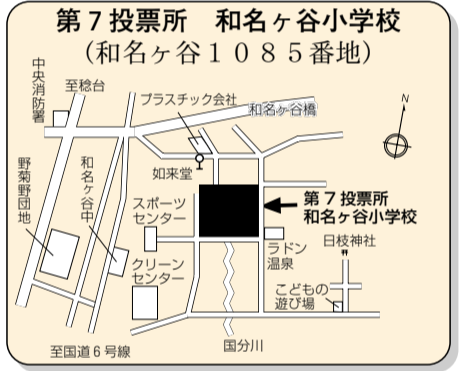 第７投票所　和名ヶ谷小学校
（和名ヶ谷１０８５番地）
中央消防署
至稔台
プラスチック会社
和名ヶ谷橋
N
野菊野団地
和名ヶ谷中
如来堂
スポーツ
センター
第７投票所
和名ヶ谷小学校
ラドン
温泉
日枝神社
クリーン
センター
こどもの
遊び場
至国道６号線
国分川